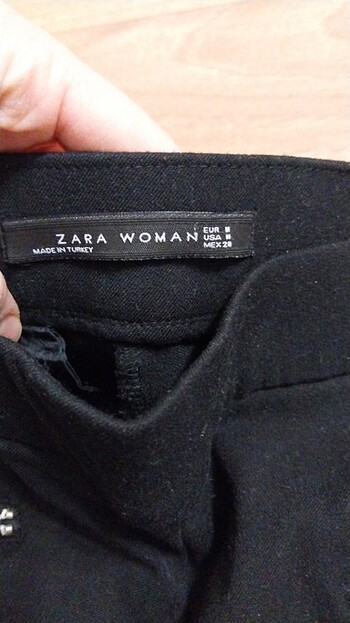 ZARA WOMAN
MADE IN TURKEY
EUR M
USA M
MEX 28